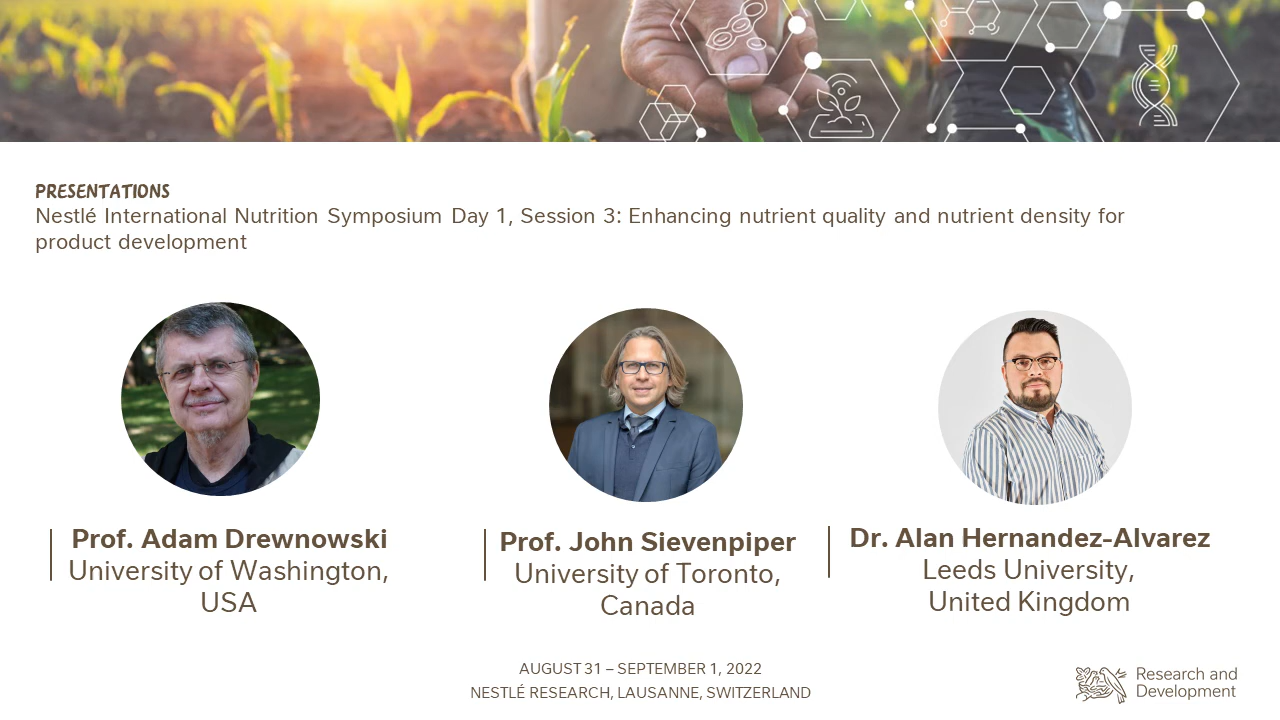 PRESENTATIONS
Nestlé International Nutrition Symposium Day 1, Session 3: Enhancing nutrient quality and nutrient density for
product development
Prof. Adam Drewnowski
University of Washington,
USA
Prof. John Sievenpiper
University of Toronto,
Canada
Dr. Alan Hernandez-Alvarez
Leeds University,
United Kingdom
AUGUST 31 – SEPTEMBER 1, 2022
NESTLÉ RESEARCH, LAUSANNE, SWITZERLAND
Research and
Development